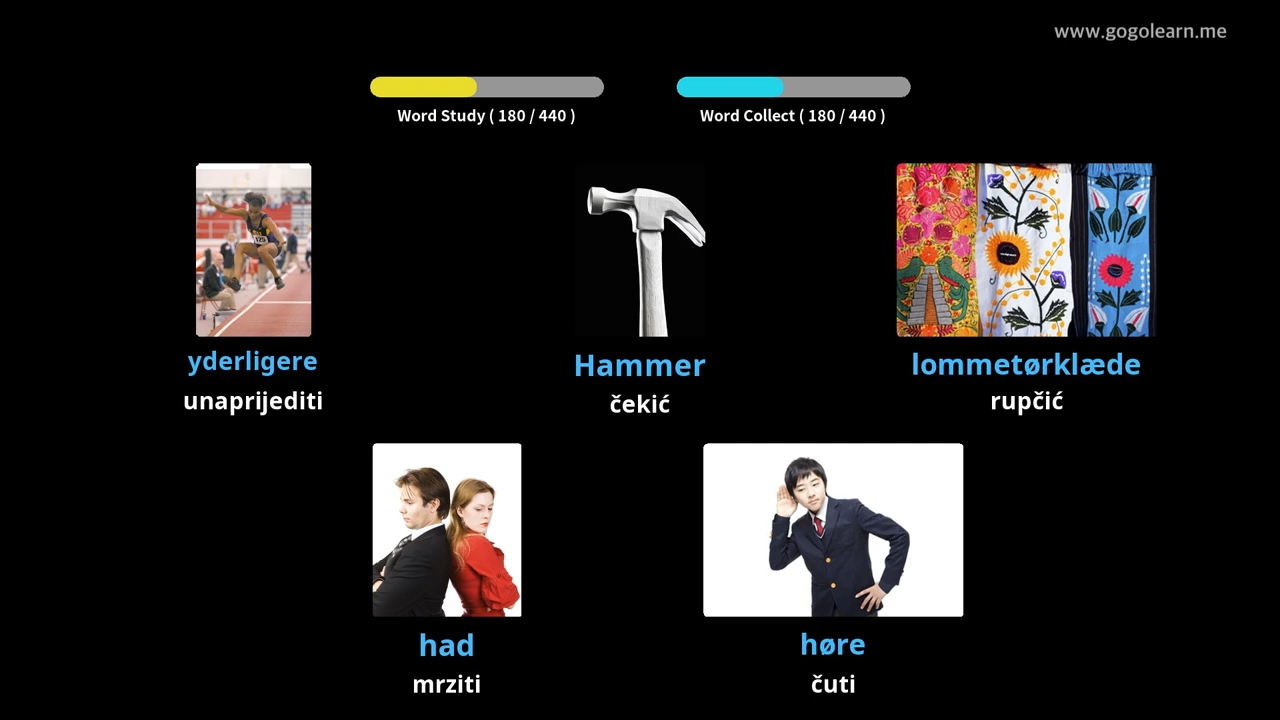 www.gogolearn.me
Word Study ( 180 / 440 )
Word Collect ( 180 / 440 )
yderligere
unaprijediti
Hammer
čekić
lommetørklæde
rupčić
had
mrziti
høre
čuti